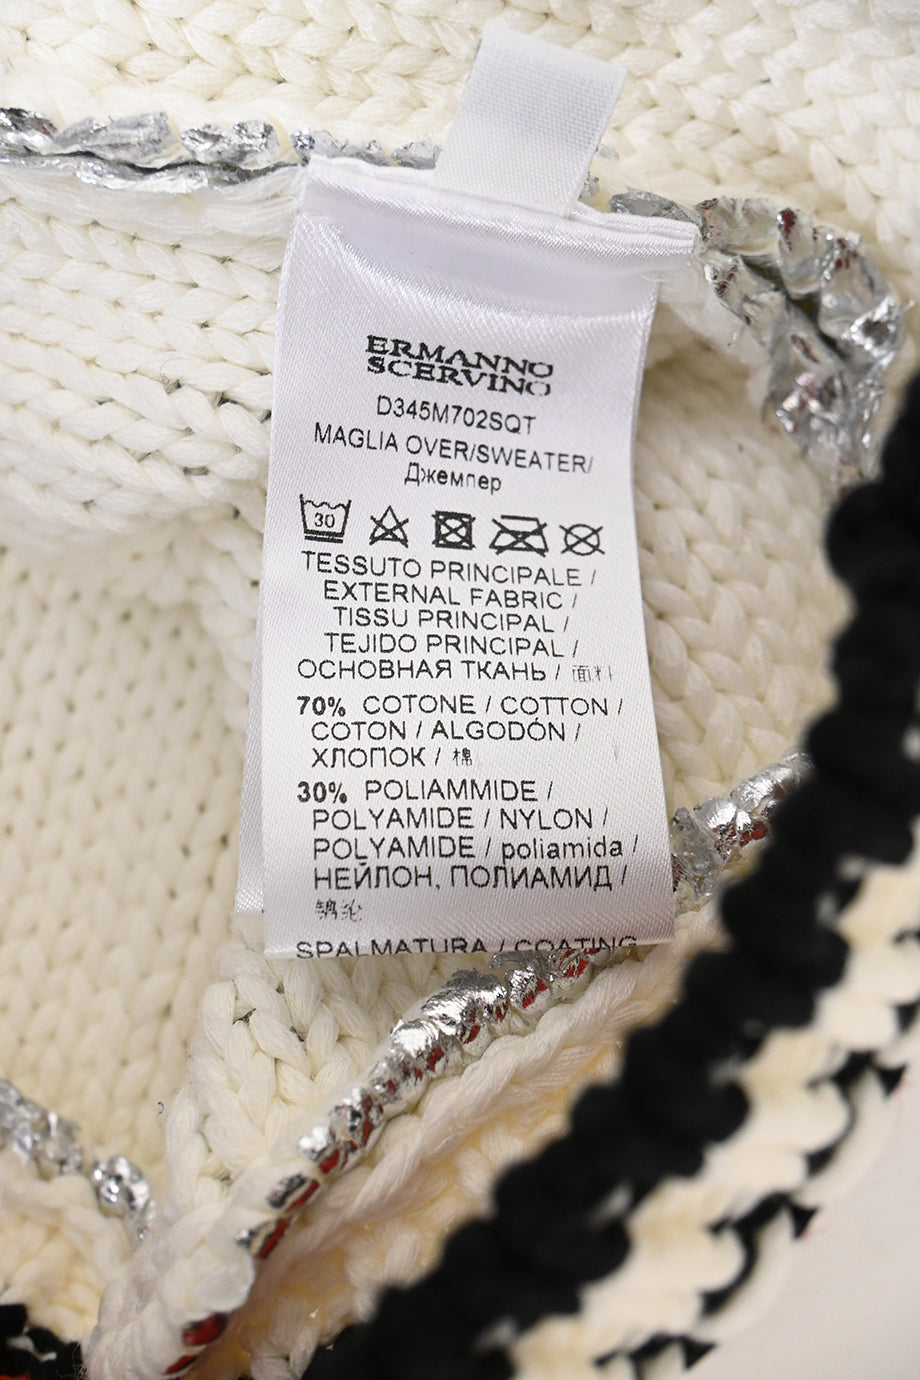 ERMANNO
SCERVINO
D345M702SQT
MAGLIA OVER/SWEATER/
Джемпер
30
TESSUTO PRINCIPALE /
EXTERNAL FABRIC /
TISSU PRINCIPAL /
TEJIDO PRINCIPAL /
ОСНОВНАЯ ТКАНЬ / 面料
70% COTONE / COTTON /
COTON / ALGODÓN /
ХЛОПОК / 棉
30% POLIAMMIDE /
POLYAMIDE / NYLON /
POLYAMIDE / poliamida /
НЕЙЛОН, ПОЛИАМИД /
锦纶
SPALMATURA / COATING